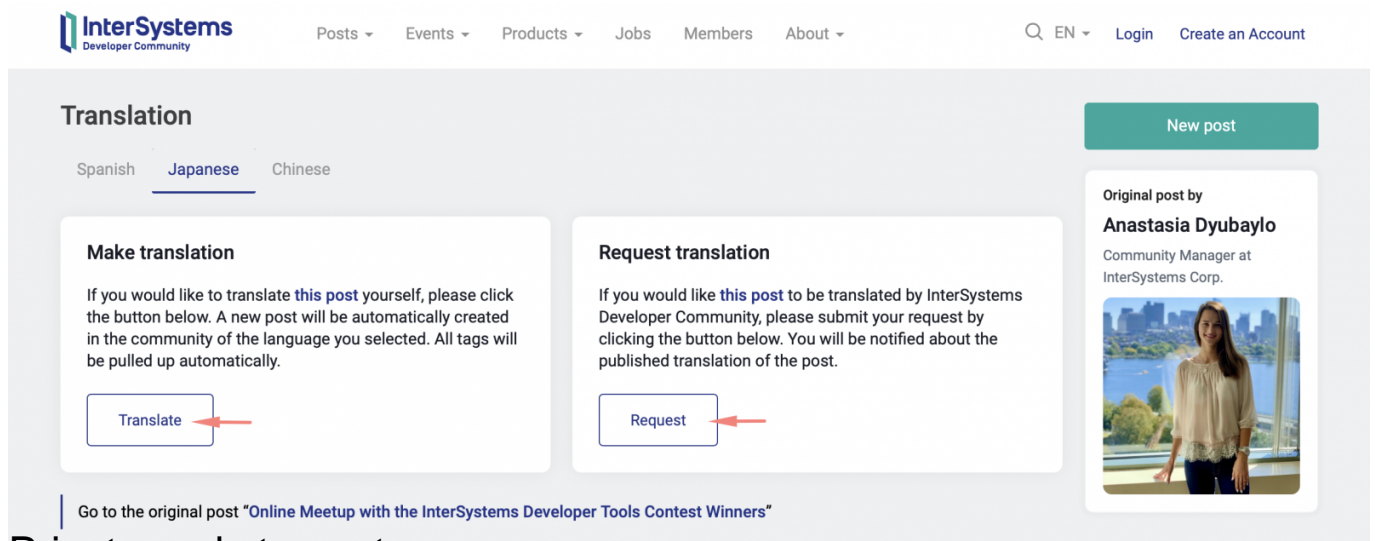 InterSystems
Developer Community
Posts
Events
Products
Jobs
Members
About
EN
Login
Create an Account
Translation
Spanish
Japanese
Chinese
Make translation
If you would like to translate this post yourself, please click
the button below. A new post will be automatically created
in the community of the language you selected. All tags will
be pulled up automatically.
Translate
Request translation
If you would like this post to be translated by InterSystems
Developer Community, please submit your request by
clicking the button below. You will be notified about the
published translation of the post.
Request
Go to the original post “Online Meetup with the InterSystems Developer Tools Contest Winners”
New post
Original post by
Anastasia Dyubaylo
Community Manager at
InterSystems Corp.